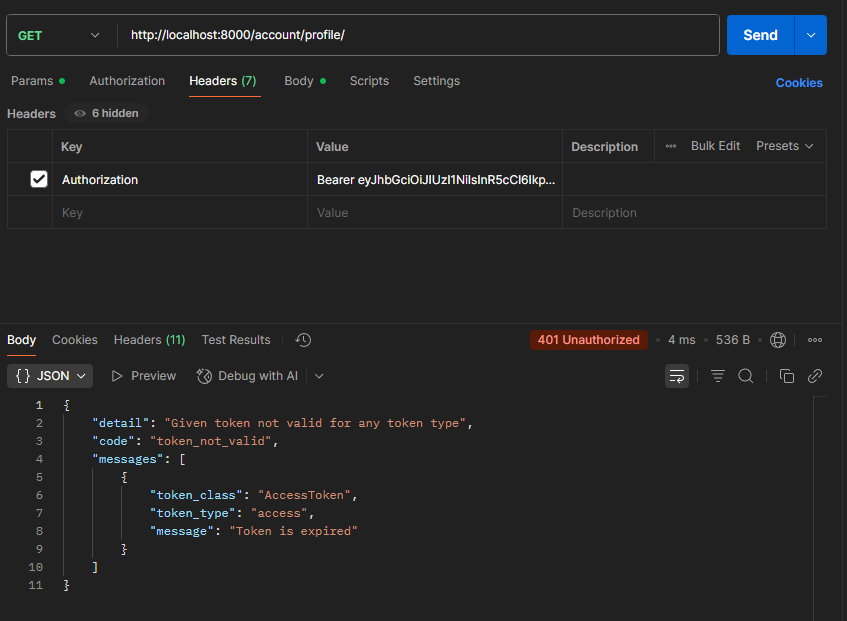 GET http://localhost:8000/account/profile/ Send
Params Authorization Headers (7) Body Scripts Settings Cookies
Headers 6 hidden
Key Value Description ••• Bulk Edit Presets
Authorization Bearer eyJhbGciOiJIUzI1NiIsInR5cCI6Ikp...
Key Value Description
Body Cookies Headers (11) Test Results 401 Unauthorized • 4 ms • 536 B •
{} JSON Preview Debug with AI
1 {
2 "detail": "Given token not valid for any token type",
3 "code": "token_not_valid",
4 "messages": [
5 {
6 "token_class": "AccessToken",
7 "token_type": "access",
8 "message": "Token is expired"
9 }
10 ]
11 }